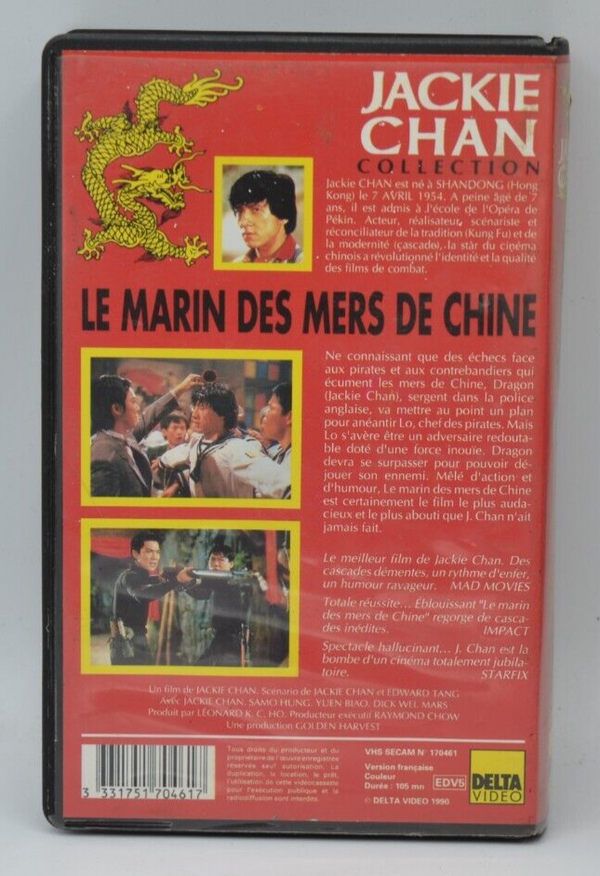 JACKIE
CHAN
COLLECTION
Jackie CHAN est né à SHANDONG (Hong
Kong) le 7 AVRIL 1954. A peine âgé de 7
ans, il est admis à l'école de l'Opéra de
Pékin. Acteur, réalisateur, scénariste et
réconciliateur de la tradition (Kung Fu) et de
la modernité (cascade), la star du cinéma
chinois a révolutionné l'identité et la qualité
des films de combat.
LE MARIN DES MERS DE CHINE
Ne connaissant que des échecs face
aux pirates et aux contrebandiers qui
écument les mers de Chine, Dragon
(Jackie Chan), sergent dans la police
anglaise, va mettre au point un plan
pour anéantir Lo, chef des pirates. Mais
Lo s'avère être un adversaire redouta-
ble doté d'une force inouïe. Dragon
devra se surpasser pour pouvoir dé-
jouer son ennemi. Mêlé d'action et
d'humour, Le marin des mers de Chine
est certainement le film le plus auda-
cieux et le plus abouti que J. Chan n'ait
jamais fait.
Le meilleur film de Jackie Chan. Des
cascades démentes, un rythme d'enfer,
un humour ravageur. MAD MOVIES
Totale réussite... Éblouissant "Le marin
des mers de Chine" regorge de casca-
des inédites. IMPACT
Spectacle hallucinant... J. Chan est la
bombe d'un cinéma totalement jubila-
toire. STARFIX
Un film de JACKIE CHAN. Scénario de JACKIE CHAN et EDWARD TANG
Avec JACKIE CHAN, SAMO HUNG, YUEN BIAO, DICK WEI, MARS
Produit par LÉONARD K. C. HO. Producteur exécutif RAYMOND CHOW
Une production GOLDEN HARVEST
3 331751 704617
Tous droits du producteur et du
propriétaire de l'œuvre enregistrée
réservés sauf autorisation. La
duplication, la location, le prêt,
l'utilisation de cette vidéocassette
pour l'exécution publique et la
radiodiffusion sont interdits.
VHS SECAM N° 170461
Version française
Couleur
Durée : 105 mn
EDV5
© DELTA VIDEO 1990
DELTA
VIDEO